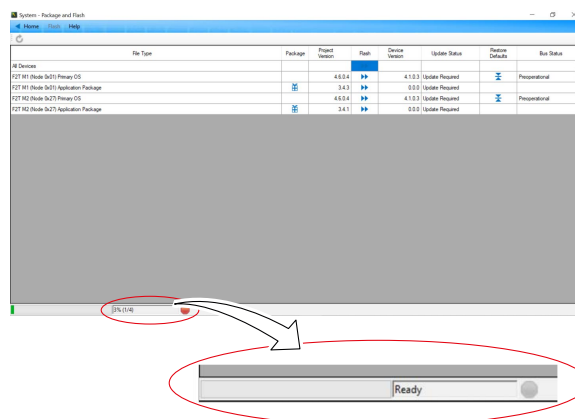 System - Package and Flash
Home Flash Help
File Type Package Project Version Flash Device Version Update Status Restore Defaults Bus Status
All Devices
F2T M1 (Node 0x01) Primary OS 4.6.0.4 4.1.0.3 Update Required Preoperational
F2T M1 (Node 0x01) Application Package 3.4.3 0.0.0 Update Required
F2T M2 (Node 0x27) Primary OS 4.6.0.4 4.1.0.3 Update Required Preoperational
F2T M2 (Node 0x27) Application Package 3.4.1 0.0.0 Update Required
3% (1/4)
Ready